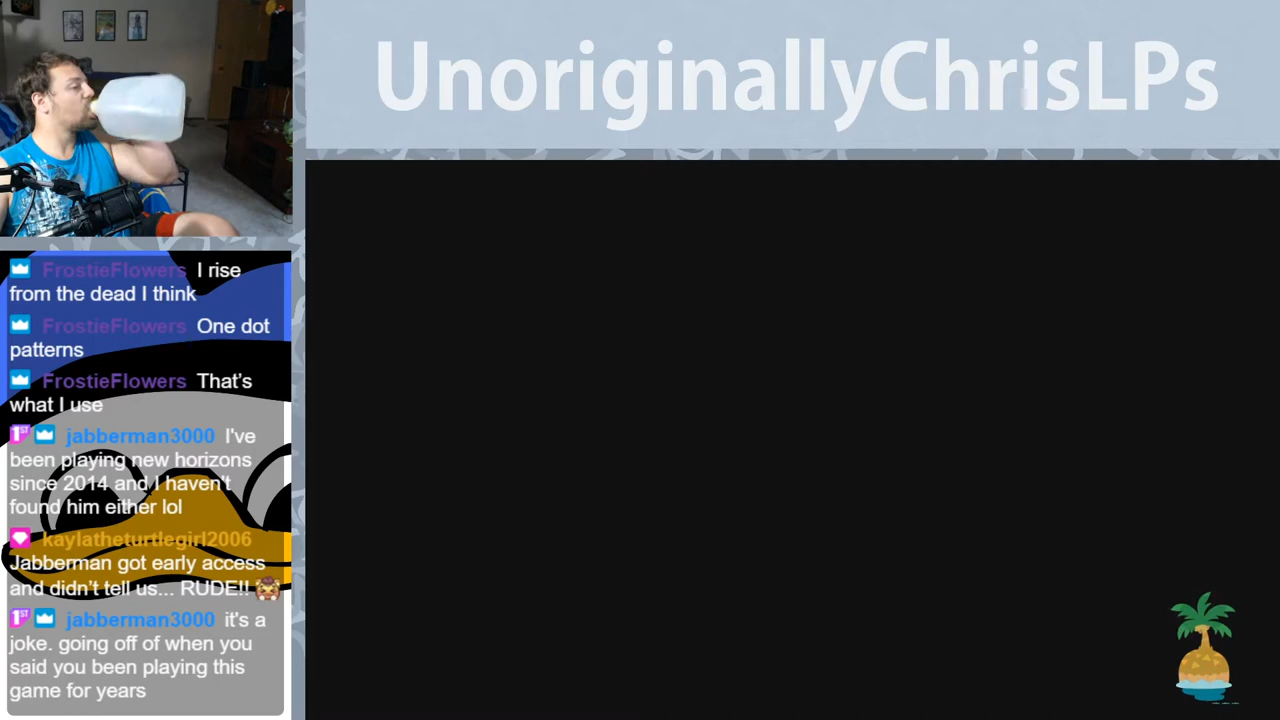 UnoriginallyChrisLPs
FrostieFlowers I rise
from the dead I think
FrostieFlowers One dot
patterns
FrostieFlowers That’s
what I use
1ST jabberman3000 I've
been playing new horizons
since 2014 and I haven't
found him either lol
kaylatheturtlegirl2006
Jabberman got early access
and didn’t tell us... RUDE!!
1ST jabberman3000 it's a
joke. going off of when you
said you been playing this
game for years